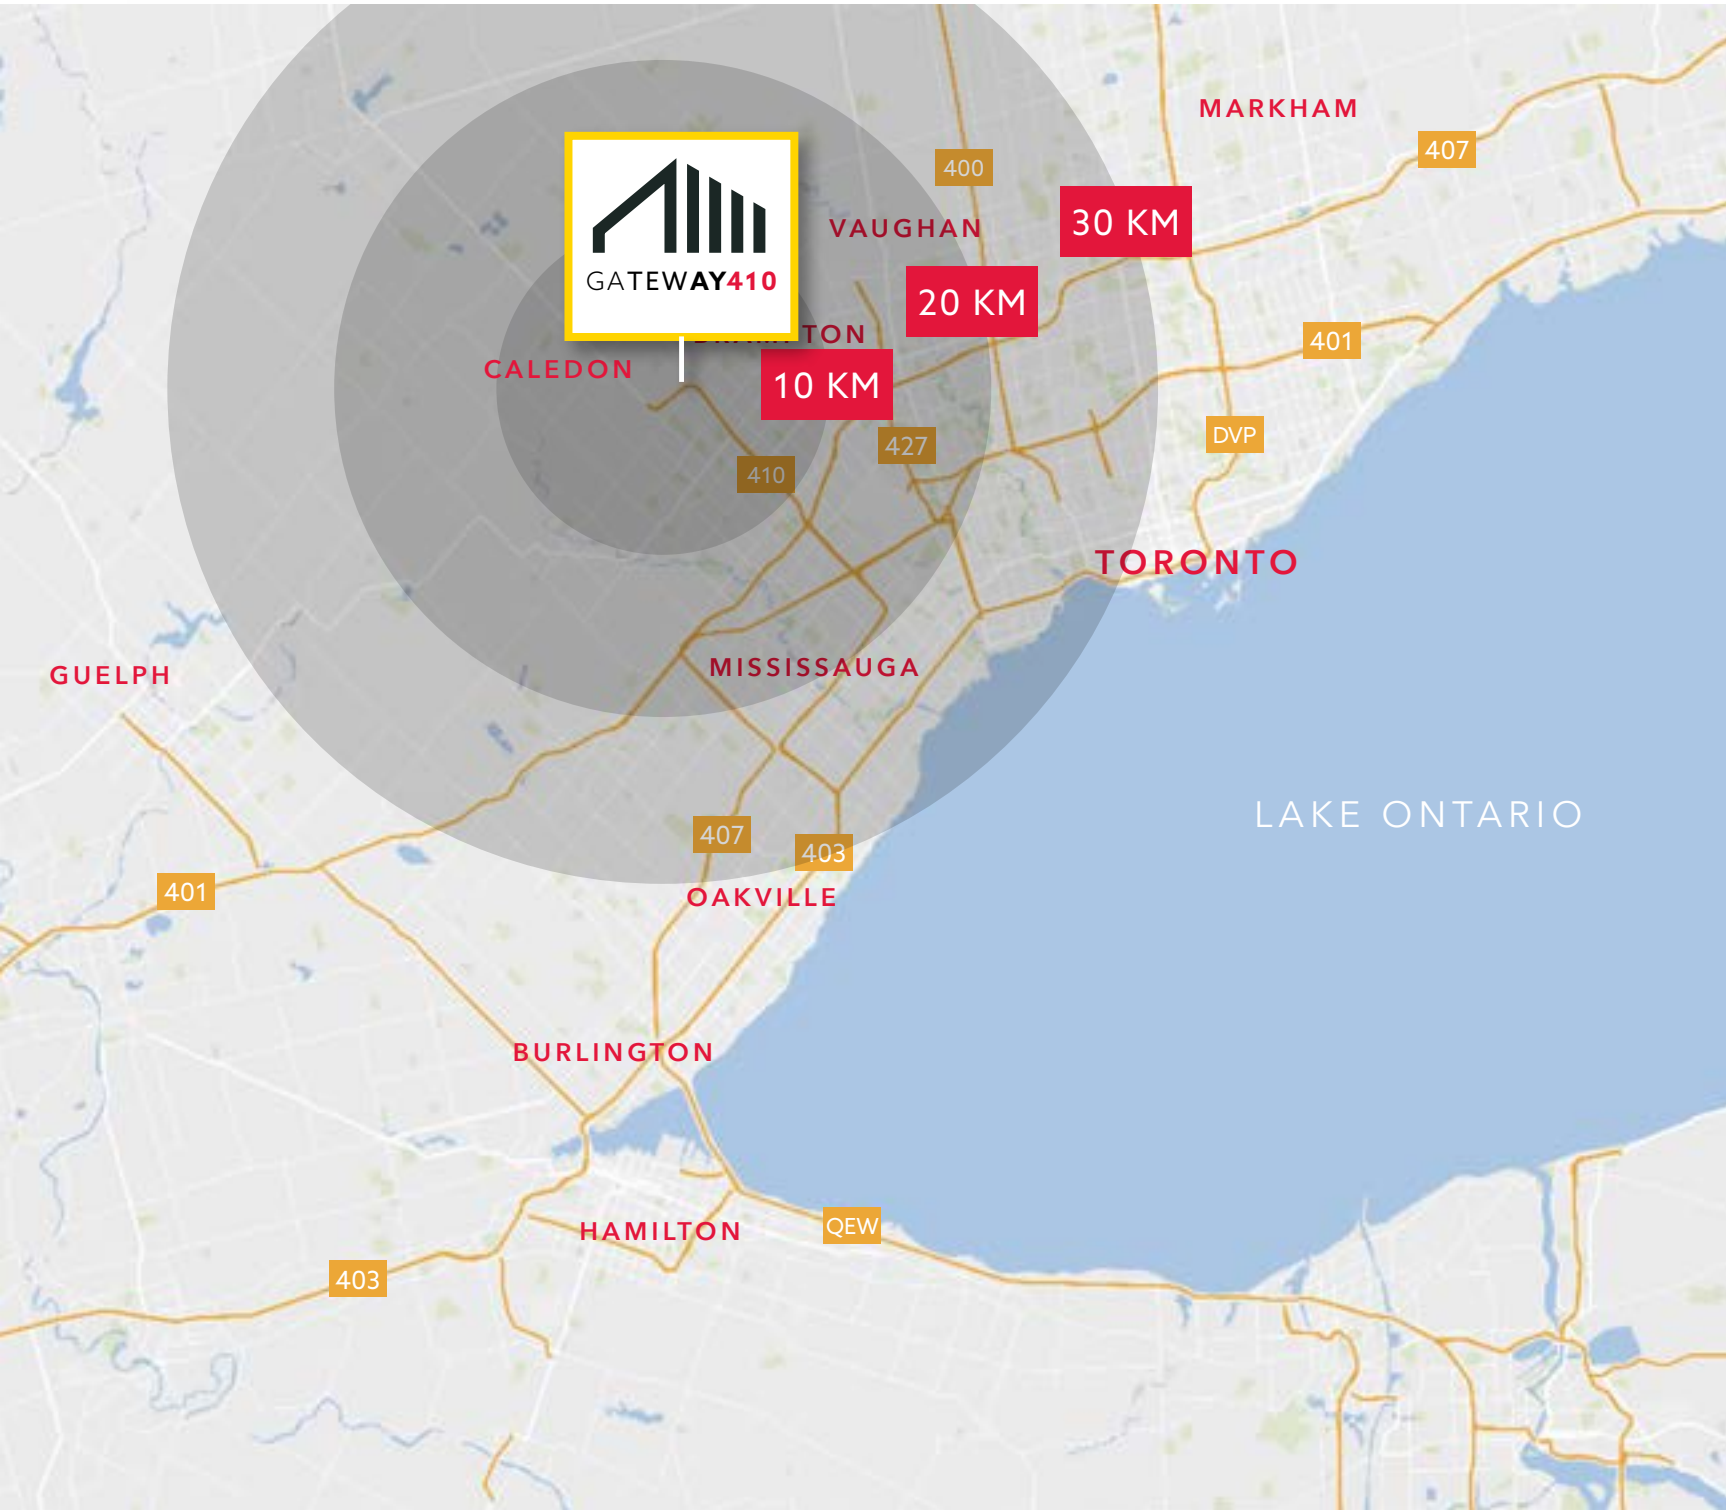 MARKHAM
407
400
30 KM
VAUGHAN
GATEWAY410
20 KM
TON
401
CALEDON
10 KM
DVP
427
410
TORONTO
MISSISSAUGA
GUELPH
LAKE ONTARIO
407
403
401
OAKVILLE
BURLINGTON
QEW
HAMILTON
403